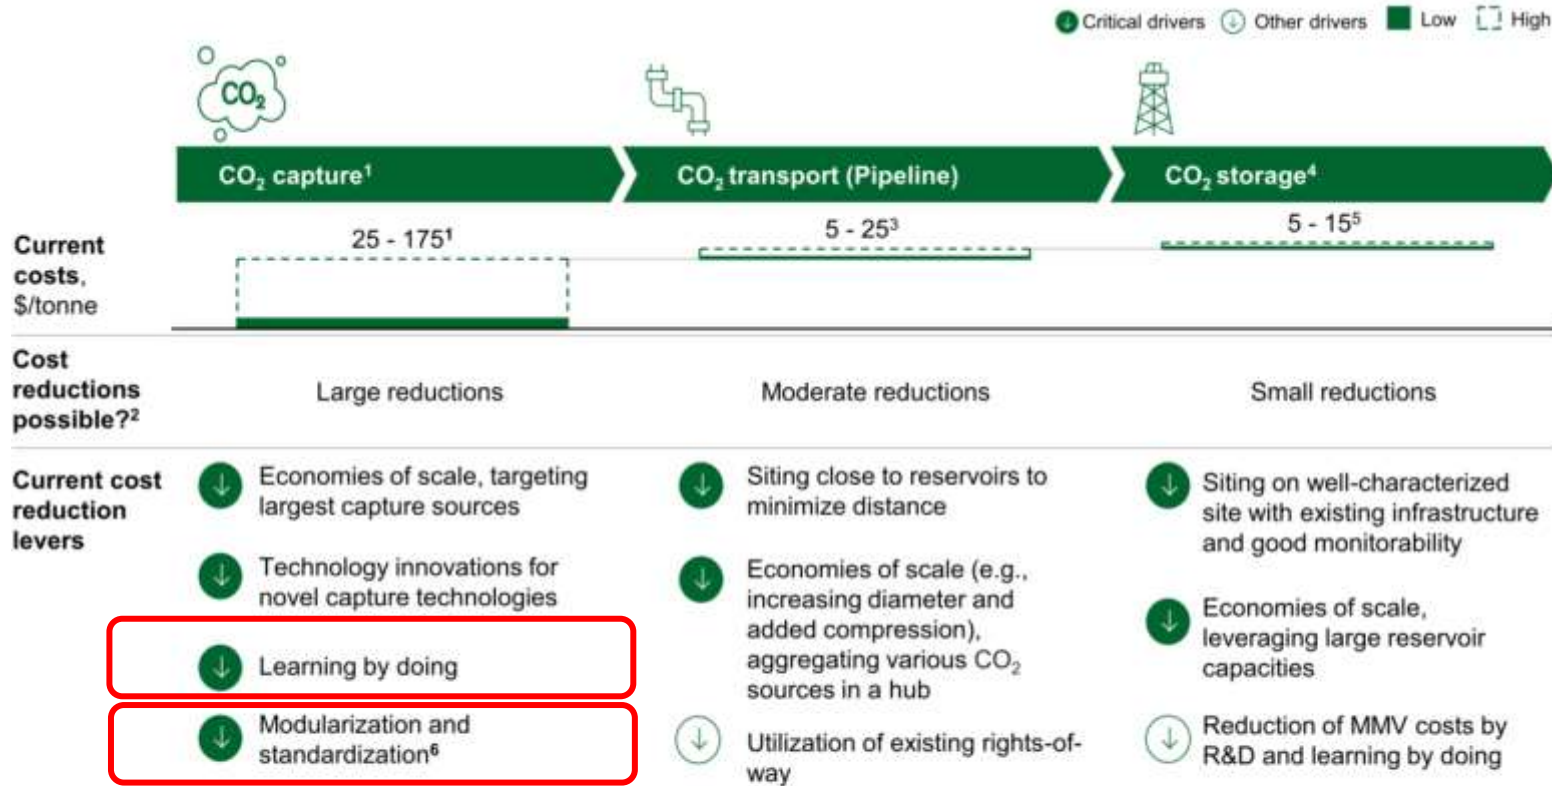 Critical drivers Other drivers Low High
CO₂
CO₂ capture¹
CO₂ transport (Pipeline)
CO₂ storage⁴
Current
costs,
$/tonne
25 - 175¹
5 - 25³
5 - 15⁵
Cost
reductions
possible?²
Large reductions
Moderate reductions
Small reductions
Current cost
reduction
levers
Economies of scale, targeting
largest capture sources
Technology innovations for
novel capture technologies
Learning by doing
Modularization and
standardization⁶
Siting close to reservoirs to
minimize distance
Economies of scale (e.g.,
increasing diameter and
added compression),
aggregating various CO₂
sources in a hub
Utilization of existing rights-of-
way
Siting on well-characterized
site with existing infrastructure
and good monitorability
Economies of scale,
leveraging large reservoir
capacities
Reduction of MMV costs by
R&D and learning by doing